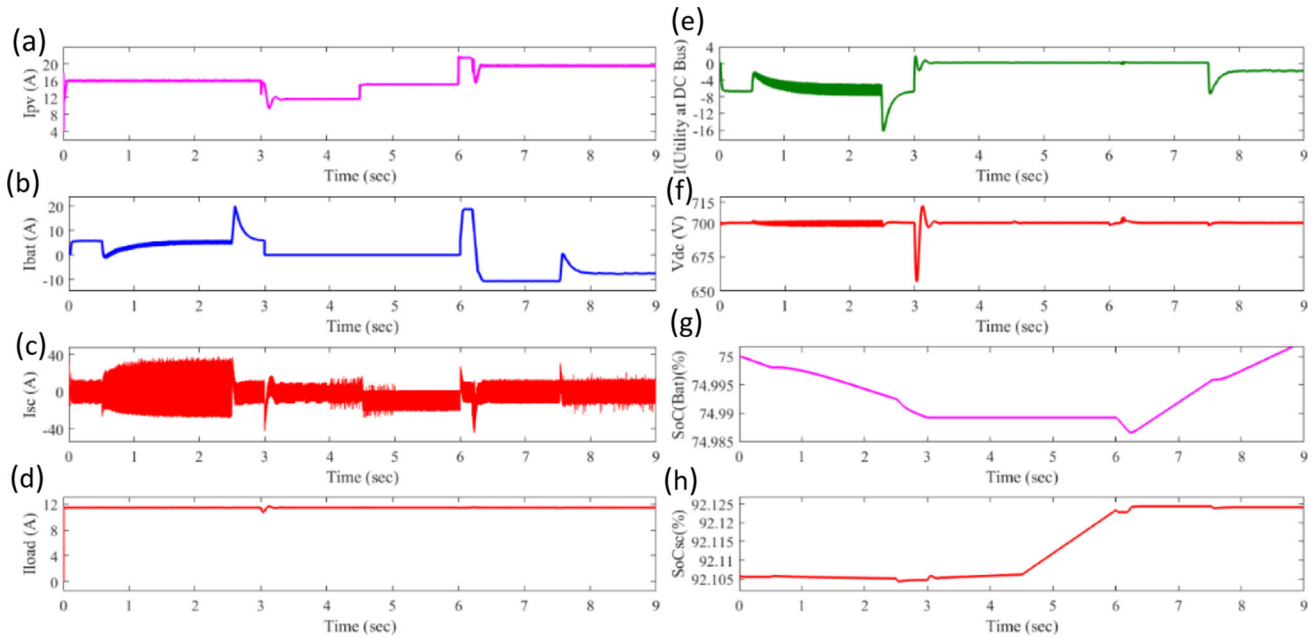 (a)
Ipv (A)
20
16
12
8
4
0 1 2 3 4 5 6 7 8 9
Time (sec)
(b)
Ibat (A)
20
10
0
-10
0 1 2 3 4 5 6 7 8 9
Time (sec)
(c)
Isc (A)
40
0
-40
0 1 2 3 4 5 6 7 8 9
Time (sec)
(d)
Iload (A)
12
8
4
0
0 1 2 3 4 5 6 7 8 9
Time (sec)
(e)
I(Utility at DC Bus)
4
0
-4
-8
-12
-16
0 1 2 3 4 5 6 7 8 9
Time (sec)
(f)
Vdc (V)
715
700
675
650
0 1 2 3 4 5 6 7 8 9
Time (sec)
(g)
SoC(Bat)(%)
75
74.995
74.99
74.985
0 1 2 3 4 5 6 7 8 9
Time (sec)
(h)
SoCsc(%)
92.125
92.12
92.115
92.11
92.105
0 1 2 3 4 5 6 7 8 9
Time (sec)